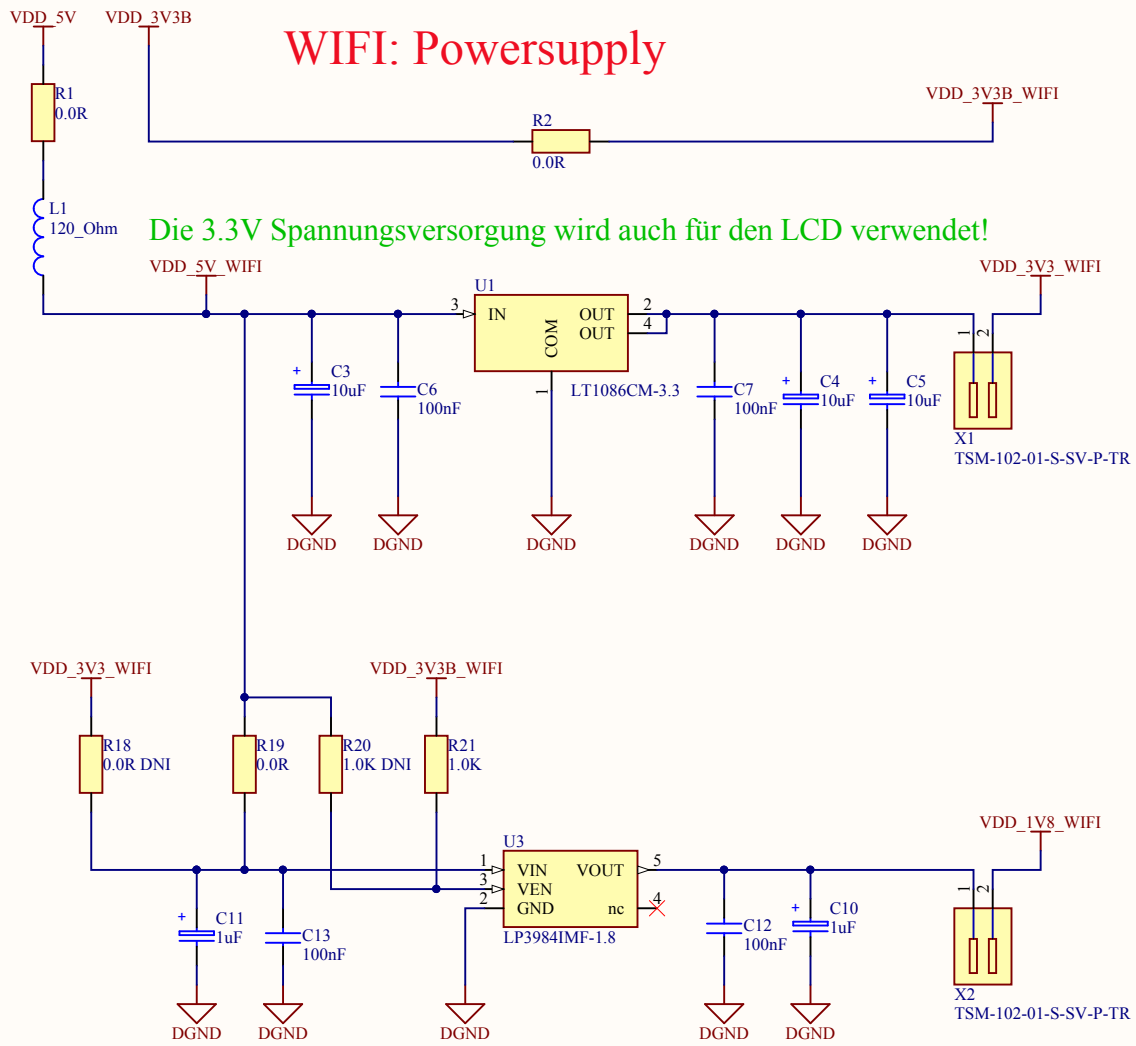 VDD_5V VDD_3V3B
WIFI: Powersupply
R1
0.0R
VDD_3V3B_WIFI
R2
0.0R
L1
120_Ohm
Die 3.3V Spannungsversorgung wird auch für den LCD verwendet!
VDD_5V_WIFI
VDD_3V3_WIFI
U1
3 IN OUT 2
OUT 4
COM
1
LT1086CM-3.3
+ C3
10uF
C6
100nF
C7
100nF
+ C4
10uF
+ C5
10uF
1 2
X1
TSM-102-01-S-SV-P-TR
DGND DGND DGND DGND DGND DGND
VDD_3V3_WIFI VDD_3V3B_WIFI
R18
0.0R DNI
R19
0.0R
R20
1.0K DNI
R21
1.0K
VDD_1V8_WIFI
U3
1 VIN VOUT 5
3 VEN
2 GND nc 4
LP3984IMF-1.8
+ C11
1uF
C13
100nF
C12
100nF
+ C10
1uF
1 2
X2
TSM-102-01-S-SV-P-TR
DGND DGND DGND DGND DGND